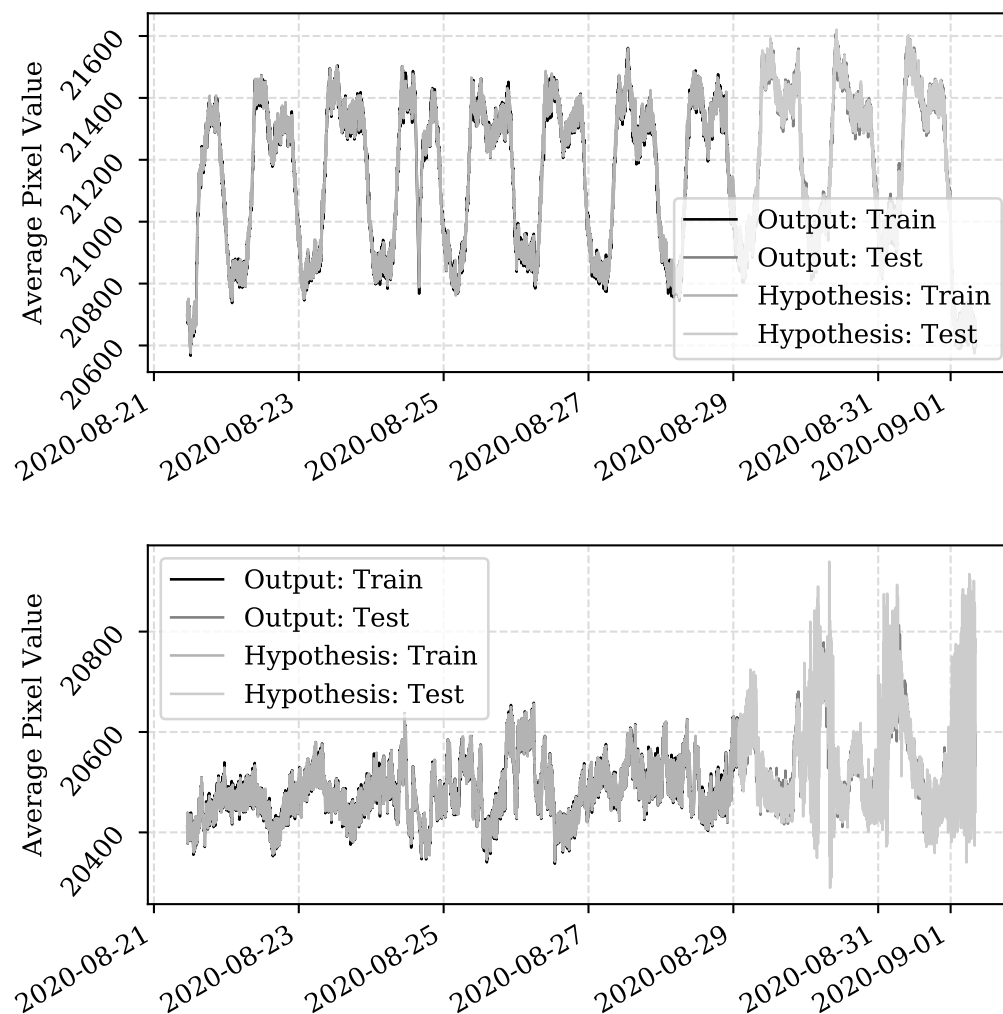 Average Pixel Value
21600
21400
21200
21000
20800
20600
Output: Train
Output: Test
Hypothesis: Train
Hypothesis: Test
2020-08-21
2020-08-23
2020-08-25
2020-08-27
2020-08-29
2020-08-31
2020-09-01
Average Pixel Value
20800
20600
20400
Output: Train
Output: Test
Hypothesis: Train
Hypothesis: Test
2020-08-21
2020-08-23
2020-08-25
2020-08-27
2020-08-29
2020-08-31
2020-09-01